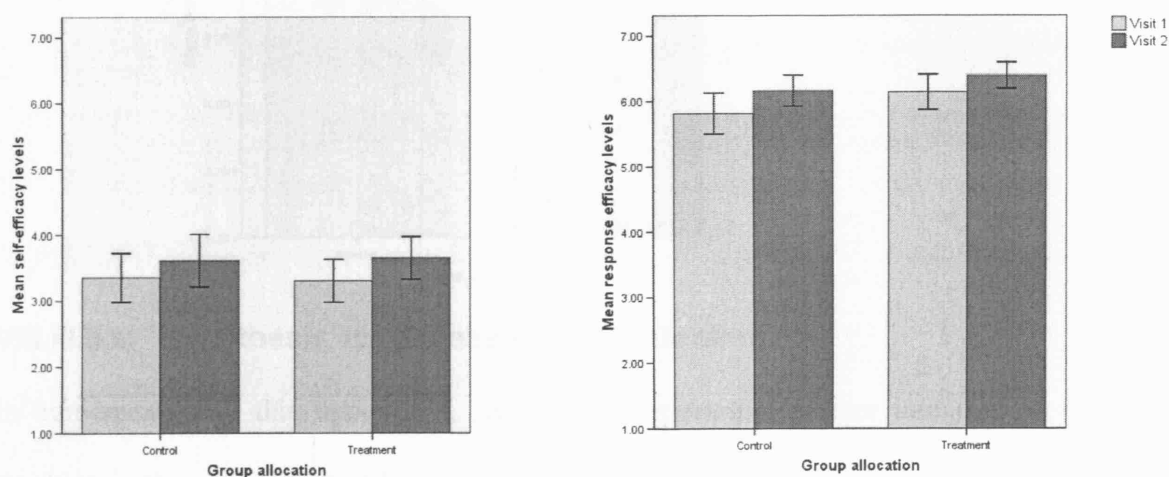 Mean self-efficacy levels
7.00
6.00
5.00
4.00
3.00
2.00
1.00
Control
Treatment
Group allocation
Mean response efficacy levels
7.00
6.00
5.00
4.00
3.00
2.00
1.00
Control
Treatment
Group allocation
Visit 1
Visit 2